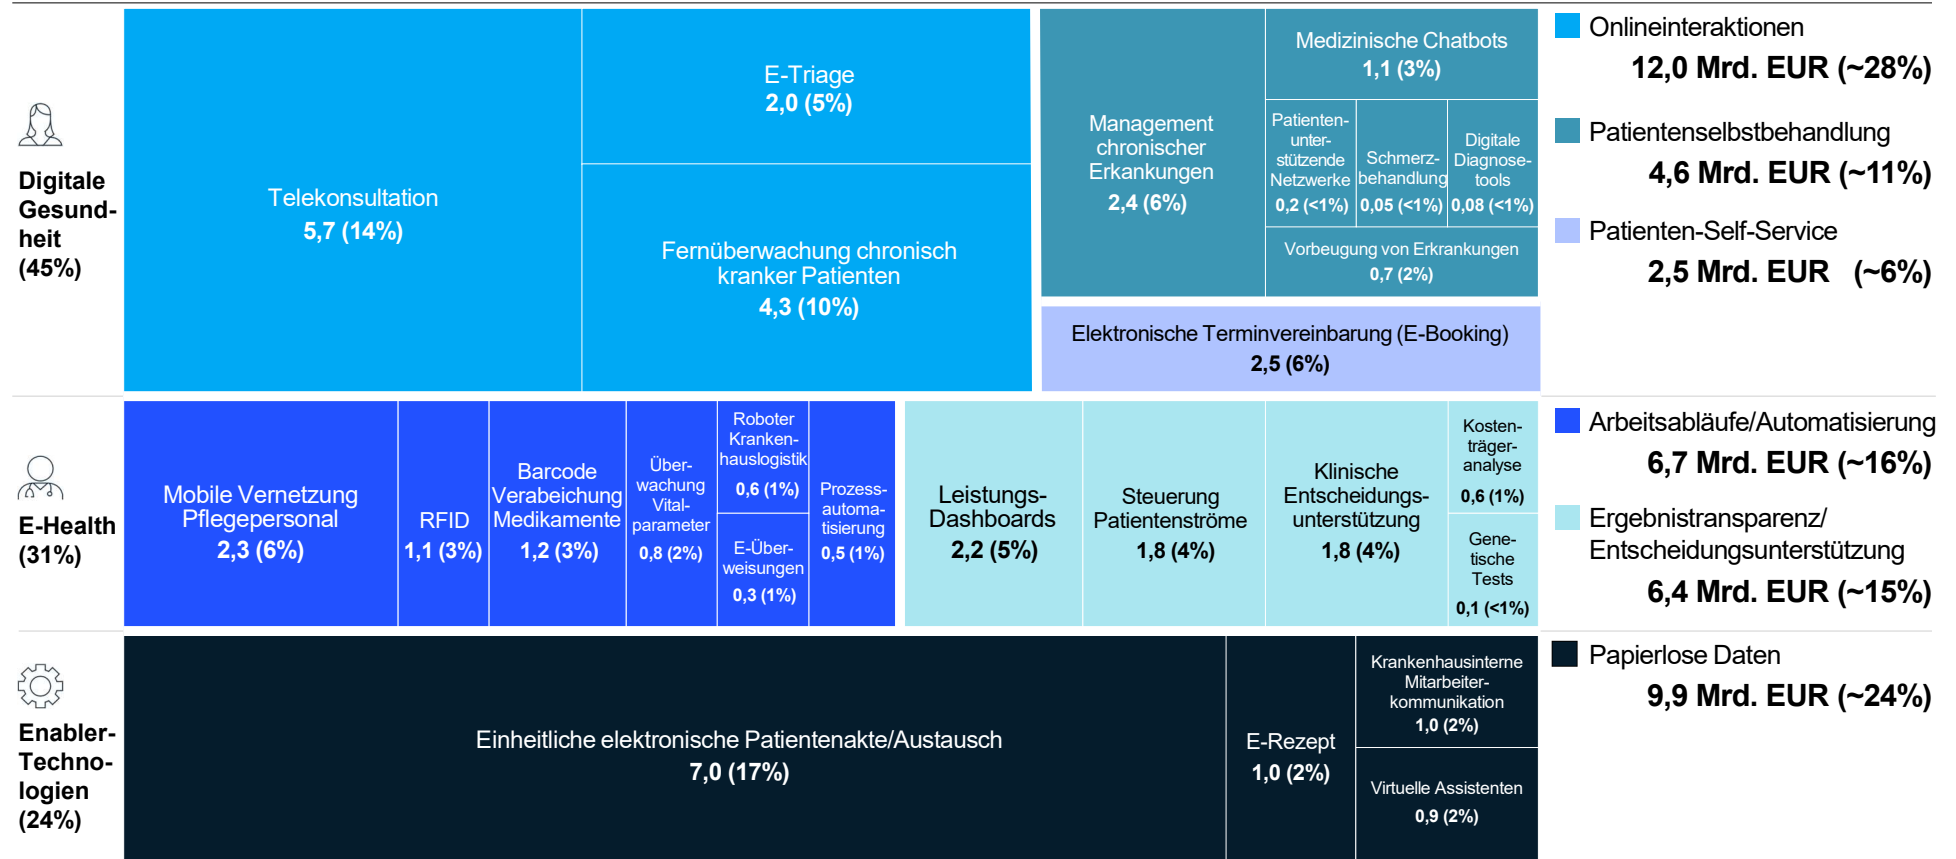 Digitale
Gesund-
heit
(45%)
Telekonsultation
5,7 (14%)
E-Triage
2,0 (5%)
Fernüberwachung chronisch
kranker Patienten
4,3 (10%)
Management
chronischer
Erkankungen
2,4 (6%)
Medizinische Chatbots
1,1 (3%)
Patienten-
unter-
stützende
Netzwerke
0,2 (<1%)
Schmerz-
behandlung
0,05 (<1%)
Digitale
Diagnose-
tools
0,08 (<1%)
Vorbeugung von Erkrankungen
0,7 (2%)
Elektronische Terminvereinbarung (E-Booking)
2,5 (6%)
Onlineinteraktionen
12,0 Mrd. EUR (~28%)
Patientenselbstbehandlung
4,6 Mrd. EUR (~11%)
Patienten-Self-Service
2,5 Mrd. EUR (~6%)
E-Health
(31%)
Mobile Vernetzung
Pflegepersonal
2,3 (6%)
RFID
1,1 (3%)
Barcode
Verabeichung
Medikamente
1,2 (3%)
Über-
wachung
Vital-
parameter
0,8 (2%)
Roboter
Kranken-
hauslogistik
0,6 (1%)
E-Über-
weisungen
0,3 (1%)
Prozess-
automa-
tisierung
0,5 (1%)
Leistungs-
Dashboards
2,2 (5%)
Steuerung
Patientenströme
1,8 (4%)
Klinische
Entscheidungs-
unterstützung
1,8 (4%)
Kosten-
träger-
analyse
0,6 (1%)
Gene-
tische
Tests
0,1 (<1%)
Arbeitsabläufe/Automatisierung
6,7 Mrd. EUR (~16%)
Ergebnistransparenz/
Entscheidungsunterstützung
6,4 Mrd. EUR (~15%)
Enabler-
Techno-
logien
(24%)
Einheitliche elektronische Patientenakte/Austausch
7,0 (17%)
E-Rezept
1,0 (2%)
Krankenhausinterne
Mitarbeiter-
kommunikation
1,0 (2%)
Virtuelle Assistenten
0,9 (2%)
Papierlose Daten
9,9 Mrd. EUR (~24%)